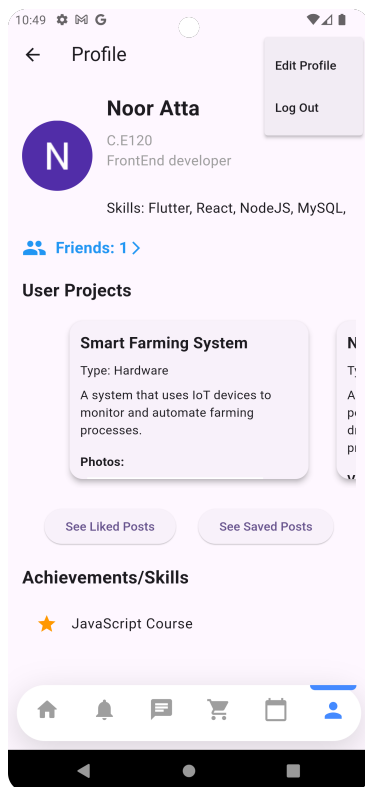 10:49
Profile
Edit Profile
Log Out
Noor Atta
N
C.E120
FrontEnd developer
Skills: Flutter, React, NodeJS, MySQL,
Friends: 1
User Projects
Smart Farming System
Type: Hardware
A system that uses IoT devices to
monitor and automate farming
processes.
Photos:
See Liked Posts
See Saved Posts
Achievements/Skills
JavaScript Course